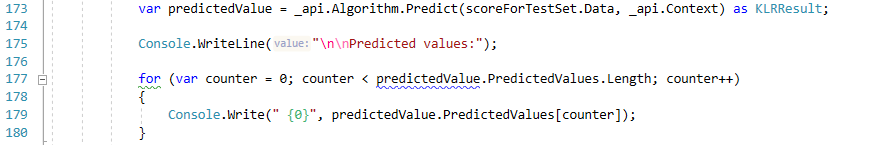 173 var predictedValue = _api.Algorithm.Predict(scoreForTestSet.Data, _api.Context) as KLRResult;
174
175 Console.WriteLine(value: "\n\nPredicted values:");
176
177 for (var counter = 0; counter < predictedValue.PredictedValues.Length; counter++)
178 {
179 Console.Write(" {0}", predictedValue.PredictedValues[counter]);
180 }